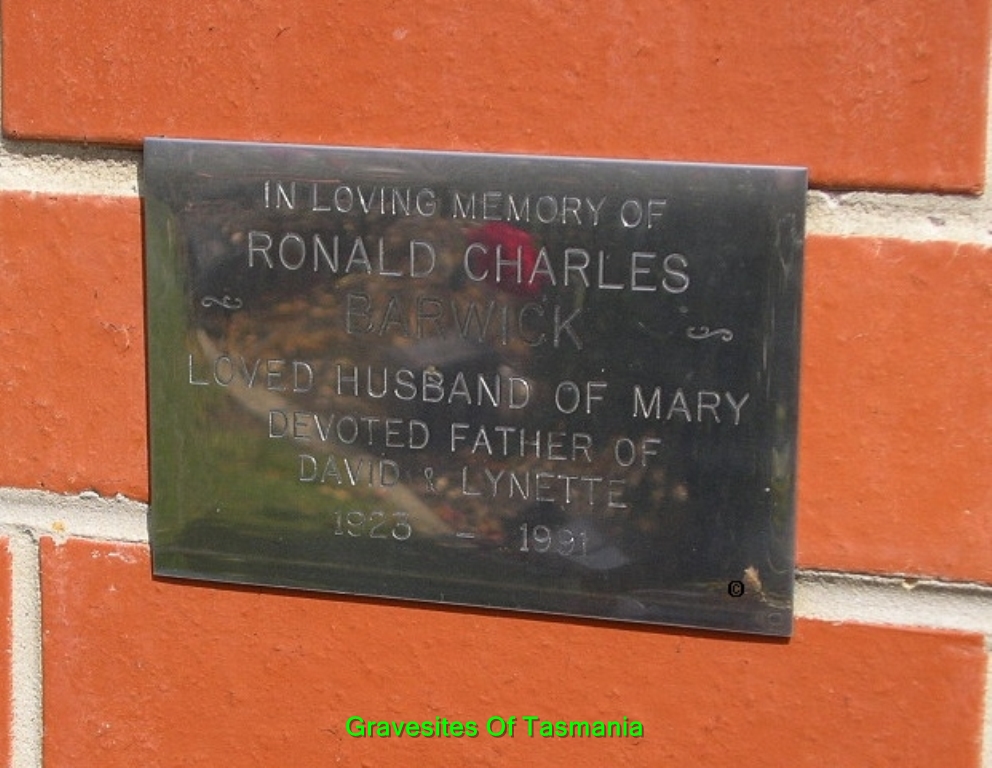 IN LOVING MEMORY OF
RONALD CHARLES
BARWICK
LOVED HUSBAND OF MARY
DEVOTED FATHER OF
DAVID & LYNETTE
1923 - 1991
©
Gravesites Of Tasmania